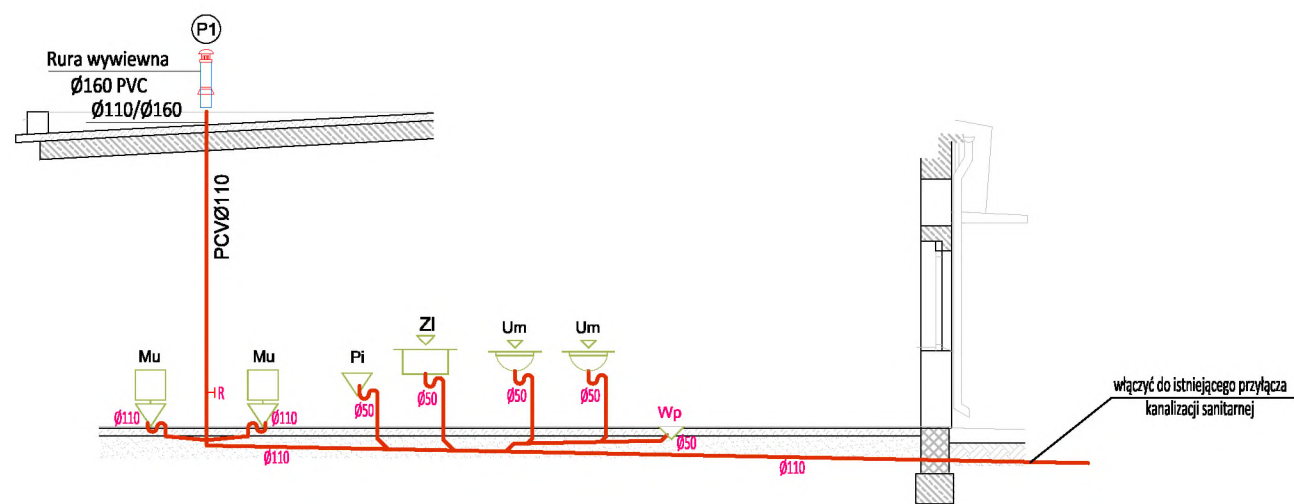 P1
Rura wywiewna
Ø160 PVC
Ø110/Ø160
PCVØ110
Mu
Mu
Pi
Zl
Um
Um
R
Wp
Ø110
Ø110
Ø50
Ø50
Ø50
Ø50
Ø50
Ø110
Ø110
włączyć do istniejącego przyłącza
kanalizacji sanitarnej